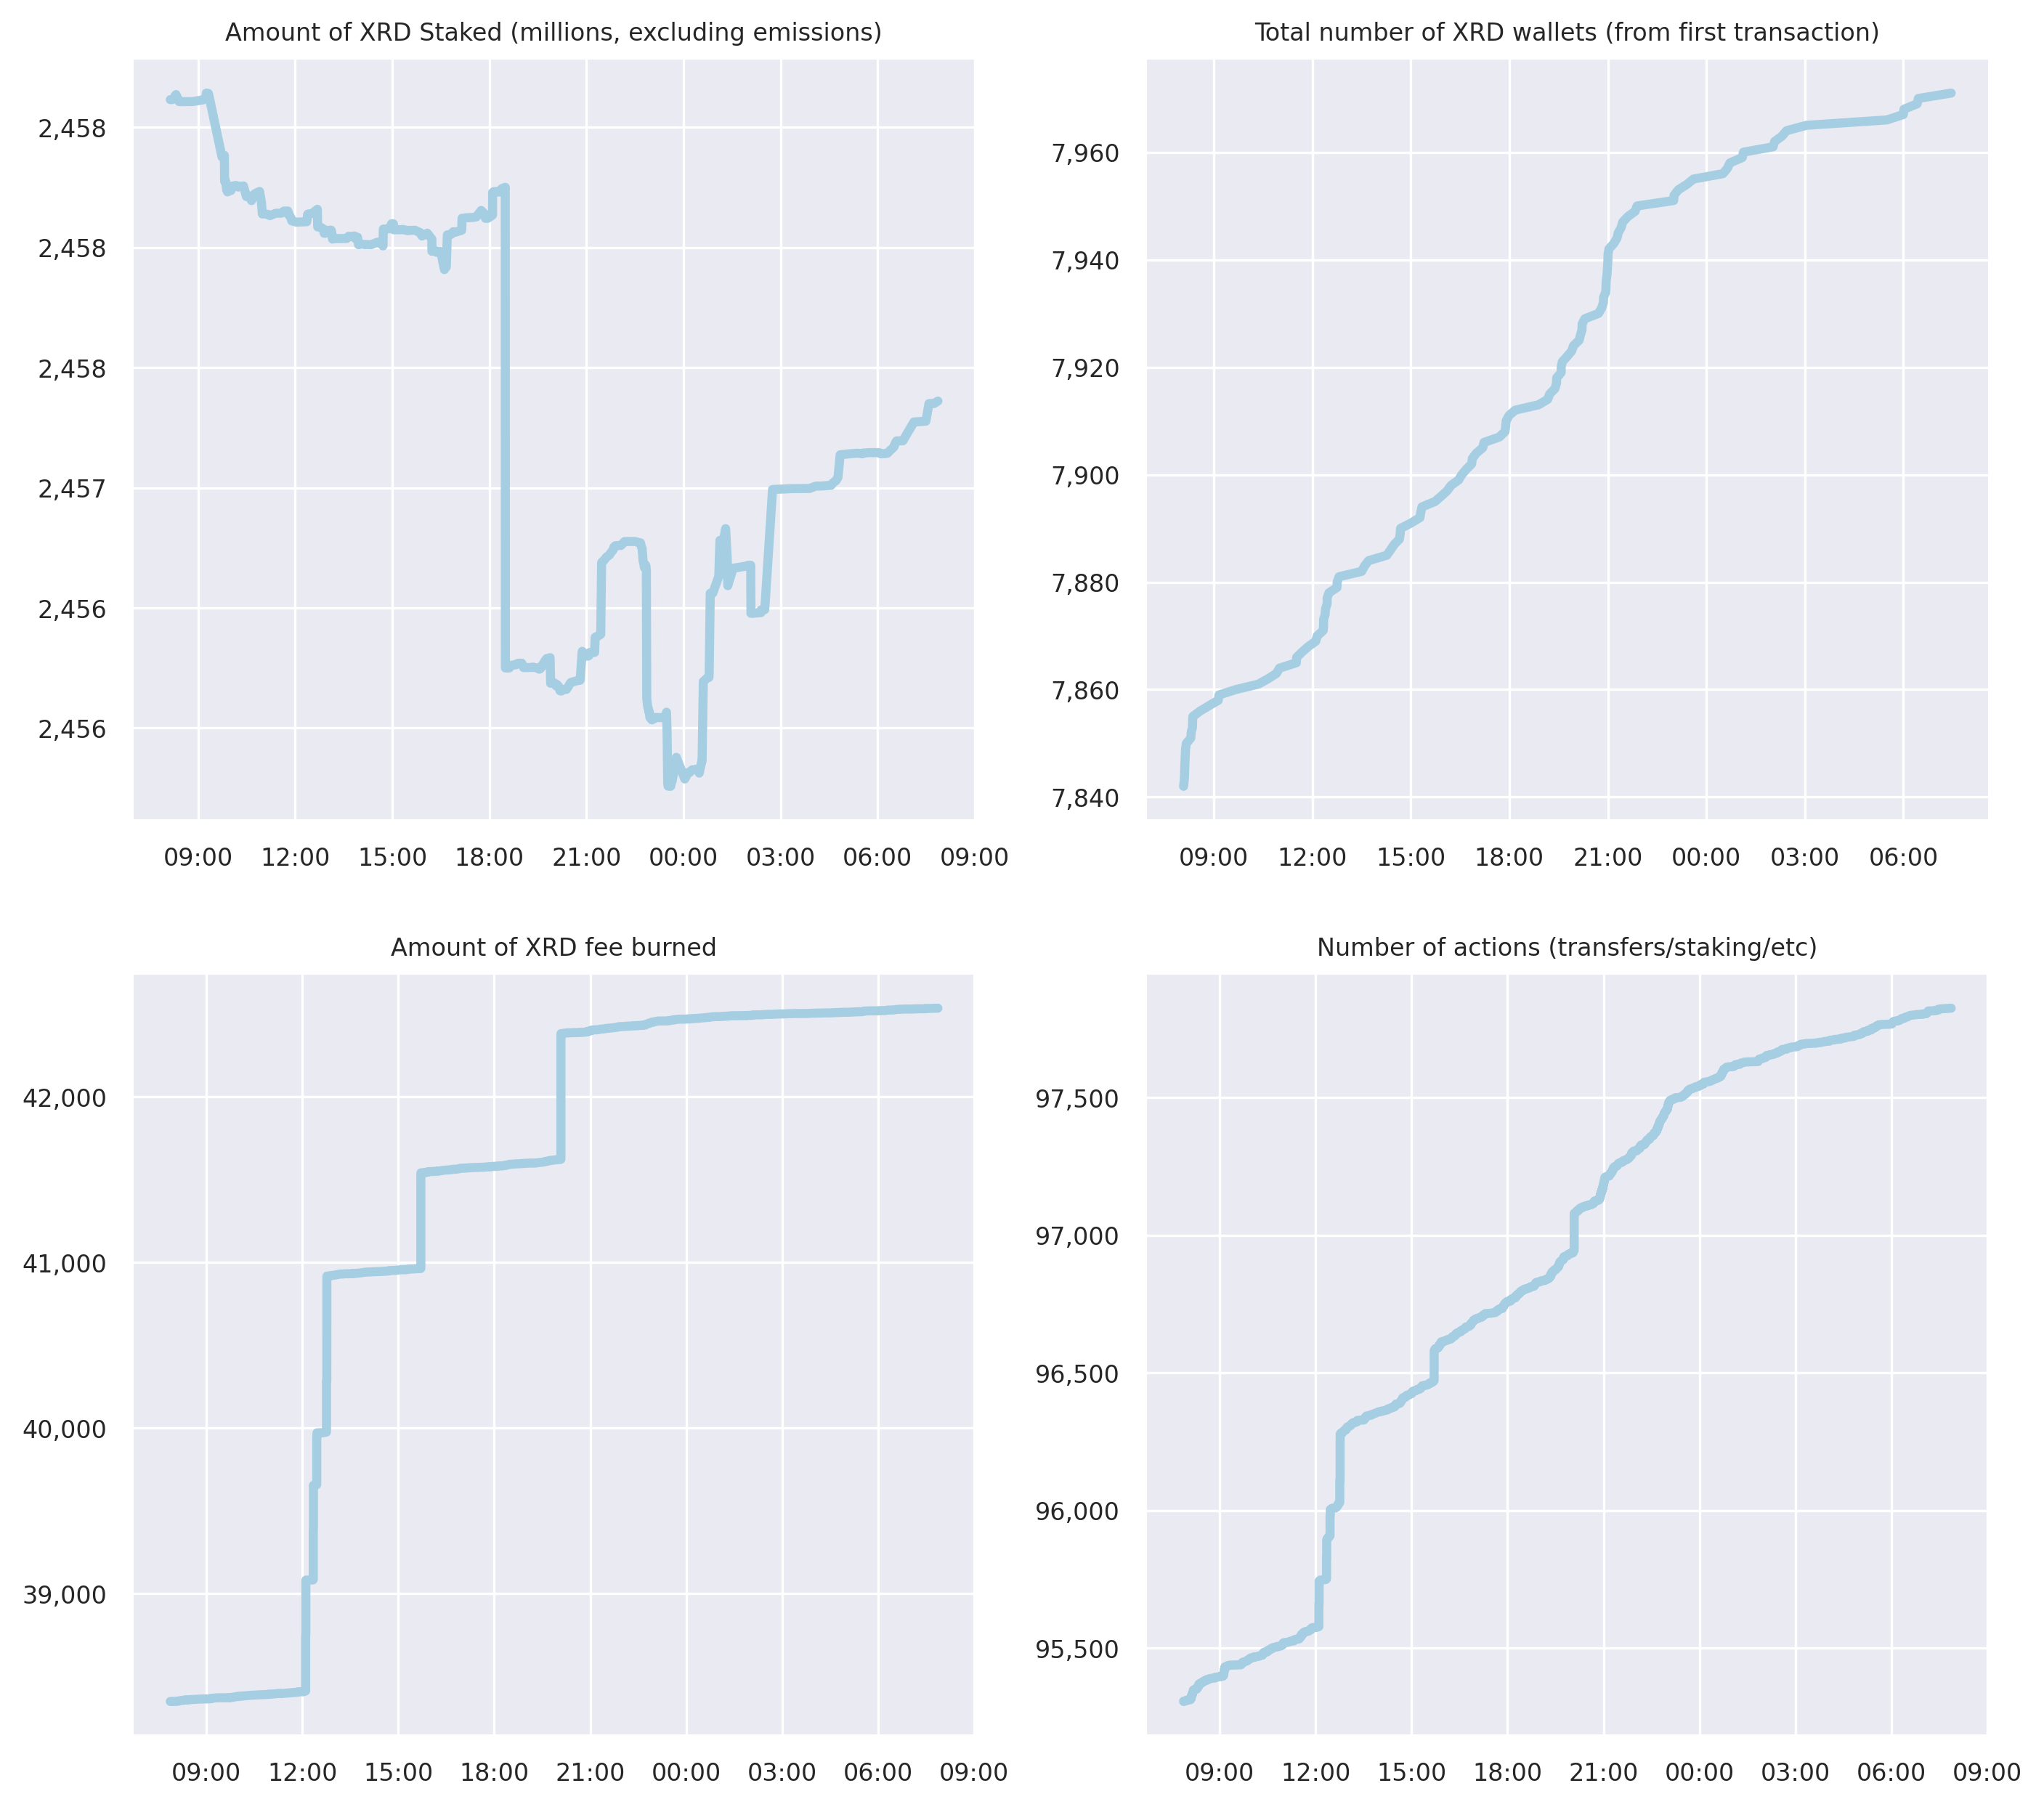 Amount of XRD Staked (millions, excluding emissions)
2,458
2,458
2,458
2,457
2,456
2,456
09:00 12:00 15:00 18:00 21:00 00:00 03:00 06:00 09:00
Total number of XRD wallets (from first transaction)
7,960
7,940
7,920
7,900
7,880
7,860
7,840
09:00 12:00 15:00 18:00 21:00 00:00 03:00 06:00
Amount of XRD fee burned
42,000
41,000
40,000
39,000
09:00 12:00 15:00 18:00 21:00 00:00 03:00 06:00 09:00
Number of actions (transfers/staking/etc)
97,500
97,000
96,500
96,000
95,500
09:00 12:00 15:00 18:00 21:00 00:00 03:00 06:00 09:00